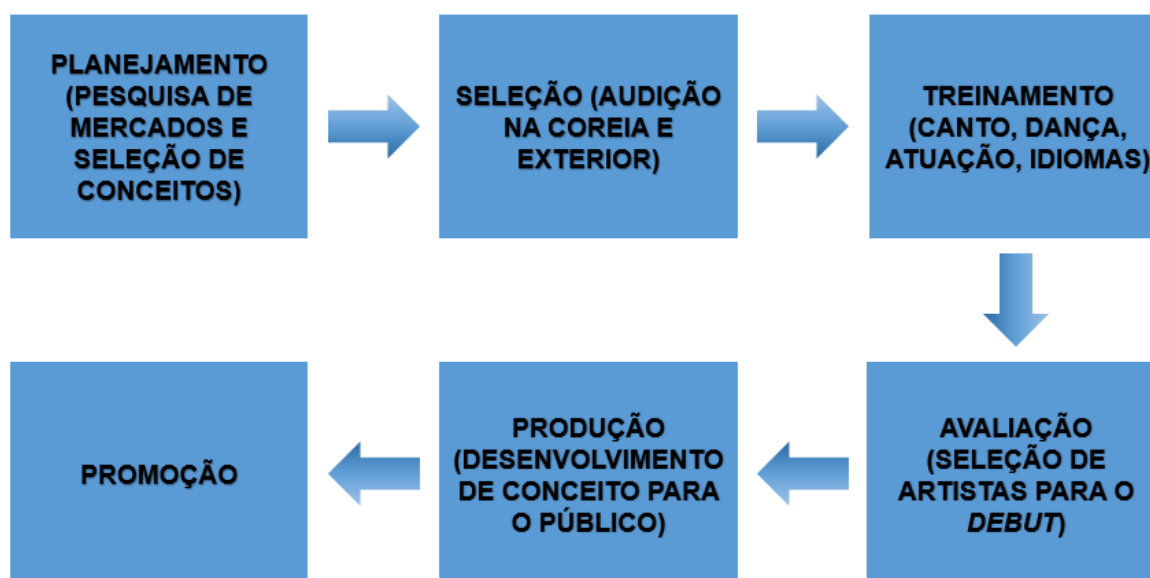 PLANEJAMENTO
(PESQUISA DE
MERCADOS E
SELEÇÃO DE
CONCEITOS)
SELEÇÃO (AUDIÇÃO
NA COREIA E
EXTERIOR)
TREINAMENTO
(CANTO, DANÇA,
ATUAÇÃO, IDIOMAS)
AVALIAÇÃO
(SELEÇÃO DE
ARTISTAS PARA O
DEBUT)
PRODUÇÃO
(DESENVOLVIMENTO
DE CONCEITO PARA
O PÚBLICO)
PROMOÇÃO